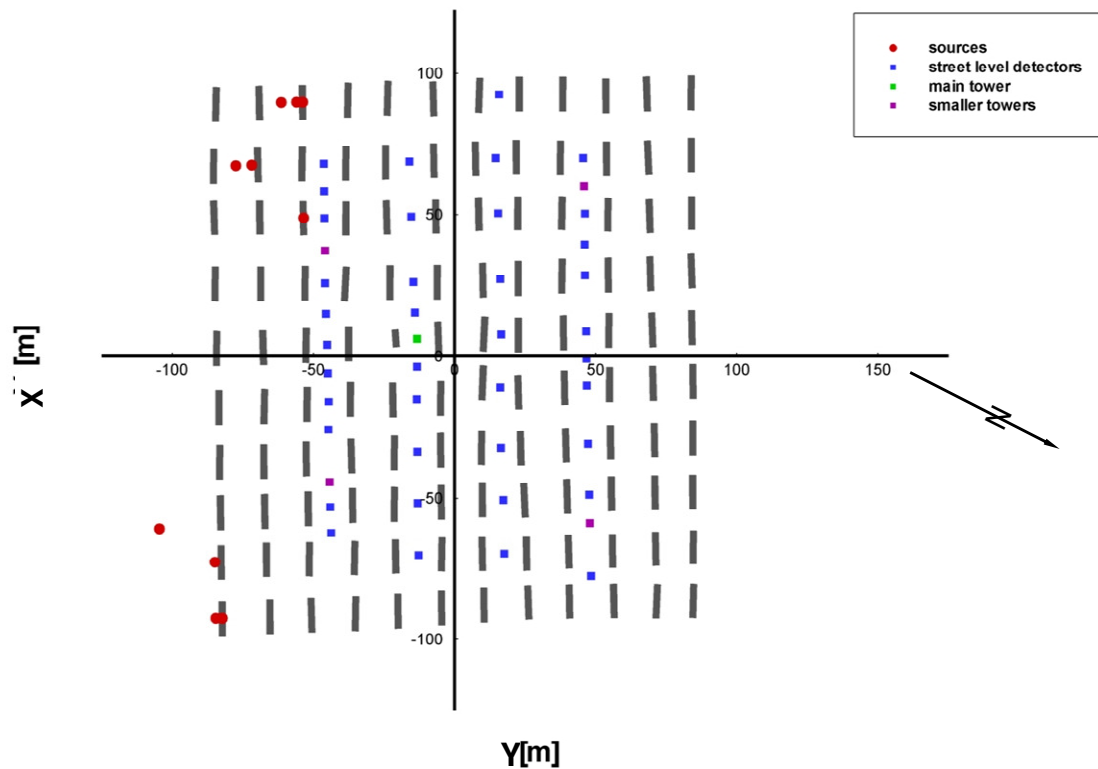 sources
street level detectors
main tower
smaller towers
100
50
0
-50
-100
-100
-50
0
50
100
150
X [m]
N
Y[m]